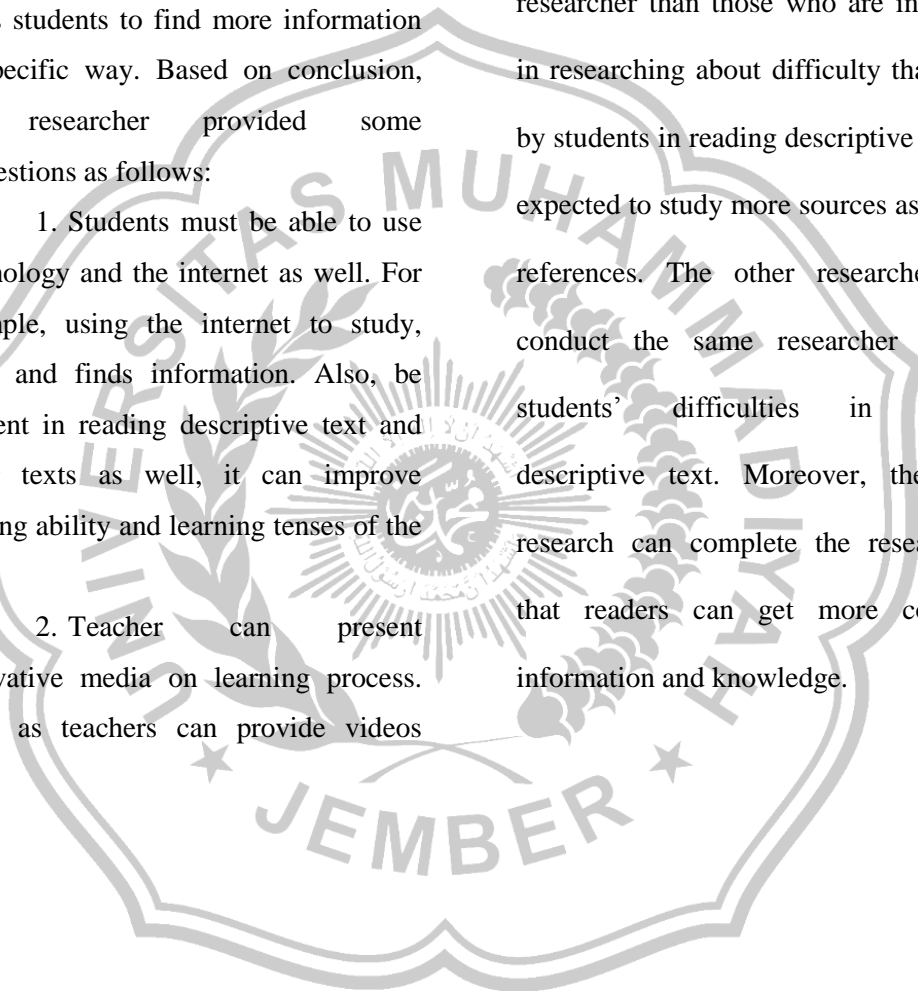 s students to find more information
pecific way. Based on conclusion,
researcher provided some
estions as follows:
1. Students must be able to use
nology and the internet as well. For
mple, using the internet to study,
and finds information. Also, be
ent in reading descriptive text and
texts as well, it can improve
ng ability and learning tenses of the
2. Teacher can present
vative media on learning process.
as teachers can provide videos
researcher than those who are in
in researching about difficulty tha
by students in reading descriptive
expected to study more sources as
references. The other researche
conduct the same researcher
students’ difficulties in
descriptive text. Moreover, the
research can complete the resea
that readers can get more co
information and knowledge.
UNIVERSITAS MUHAMMADIYAH
JEMBER